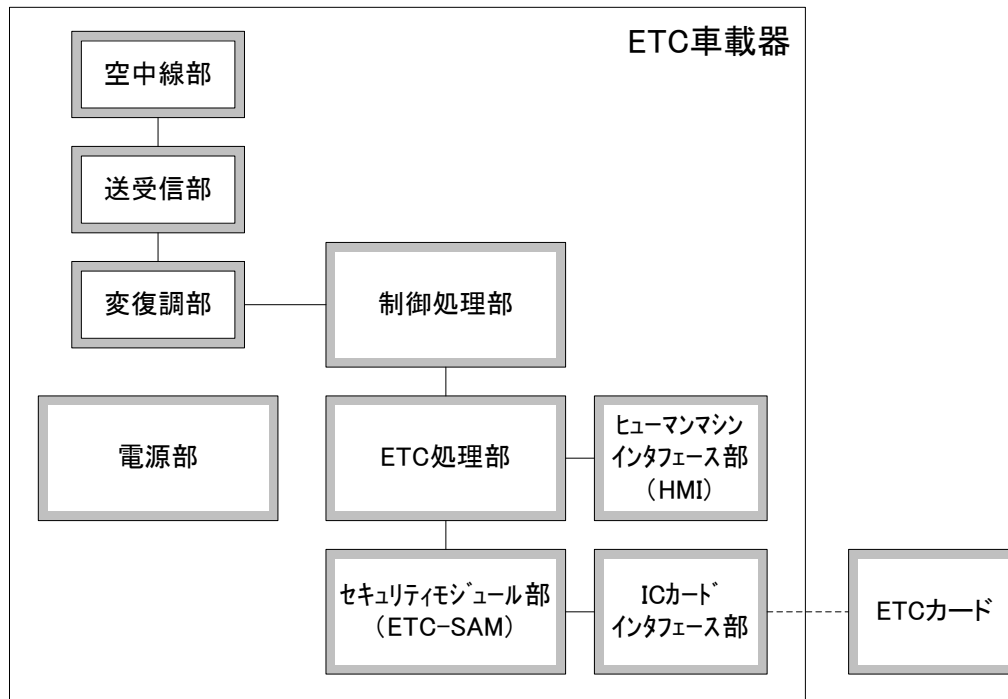 ETC車載器
空中線部
送受信部
変復調部
制御処理部
電源部
ETC処理部
ヒューマンマシン
インタフェース部
（HMI）
セキュリティモジュール部
（ETC-SAM）
ICカード
インタフェース部
ETCカード